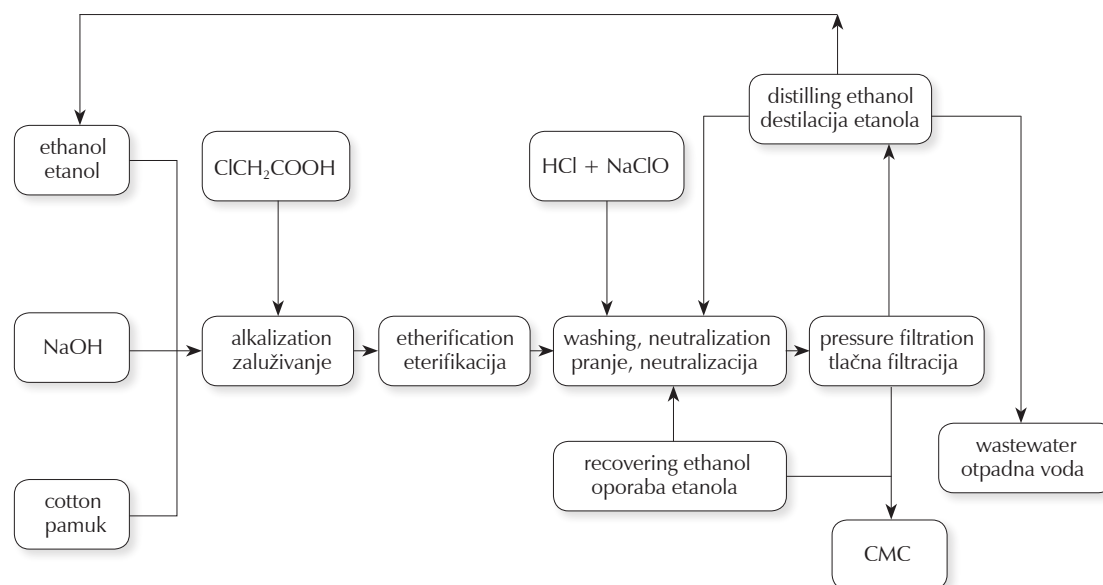 distilling ethanol
destilacija etanola
ethanol
etanol
ClCH₂COOH
HCl + NaClO
NaOH
alkalization
zaluživanje
etherification
eterifikacija
washing, neutralization
pranje, neutralizacija
pressure filtration
tlačna filtracija
recovering ethanol
oporaba etanola
wastewater
otpadna voda
cotton
pamuk
CMC